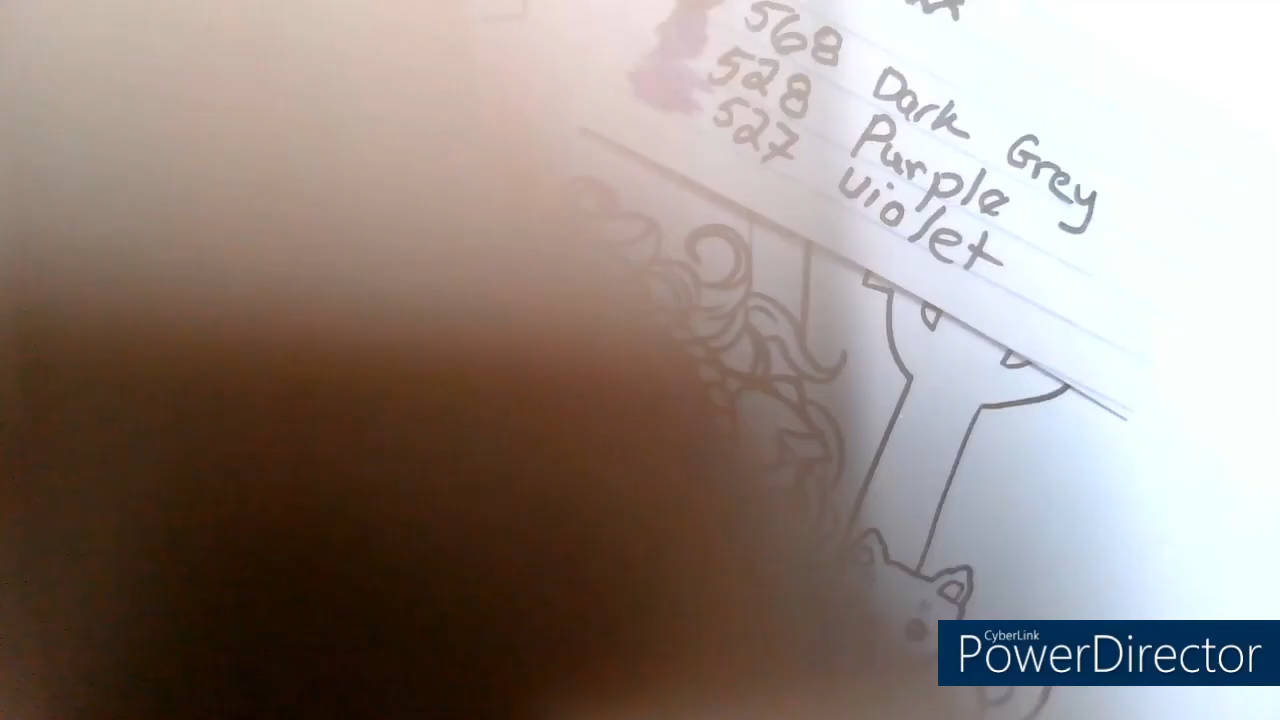 568 Dark Grey
528 Purple
527 Violet
CyberLink
PowerDirector